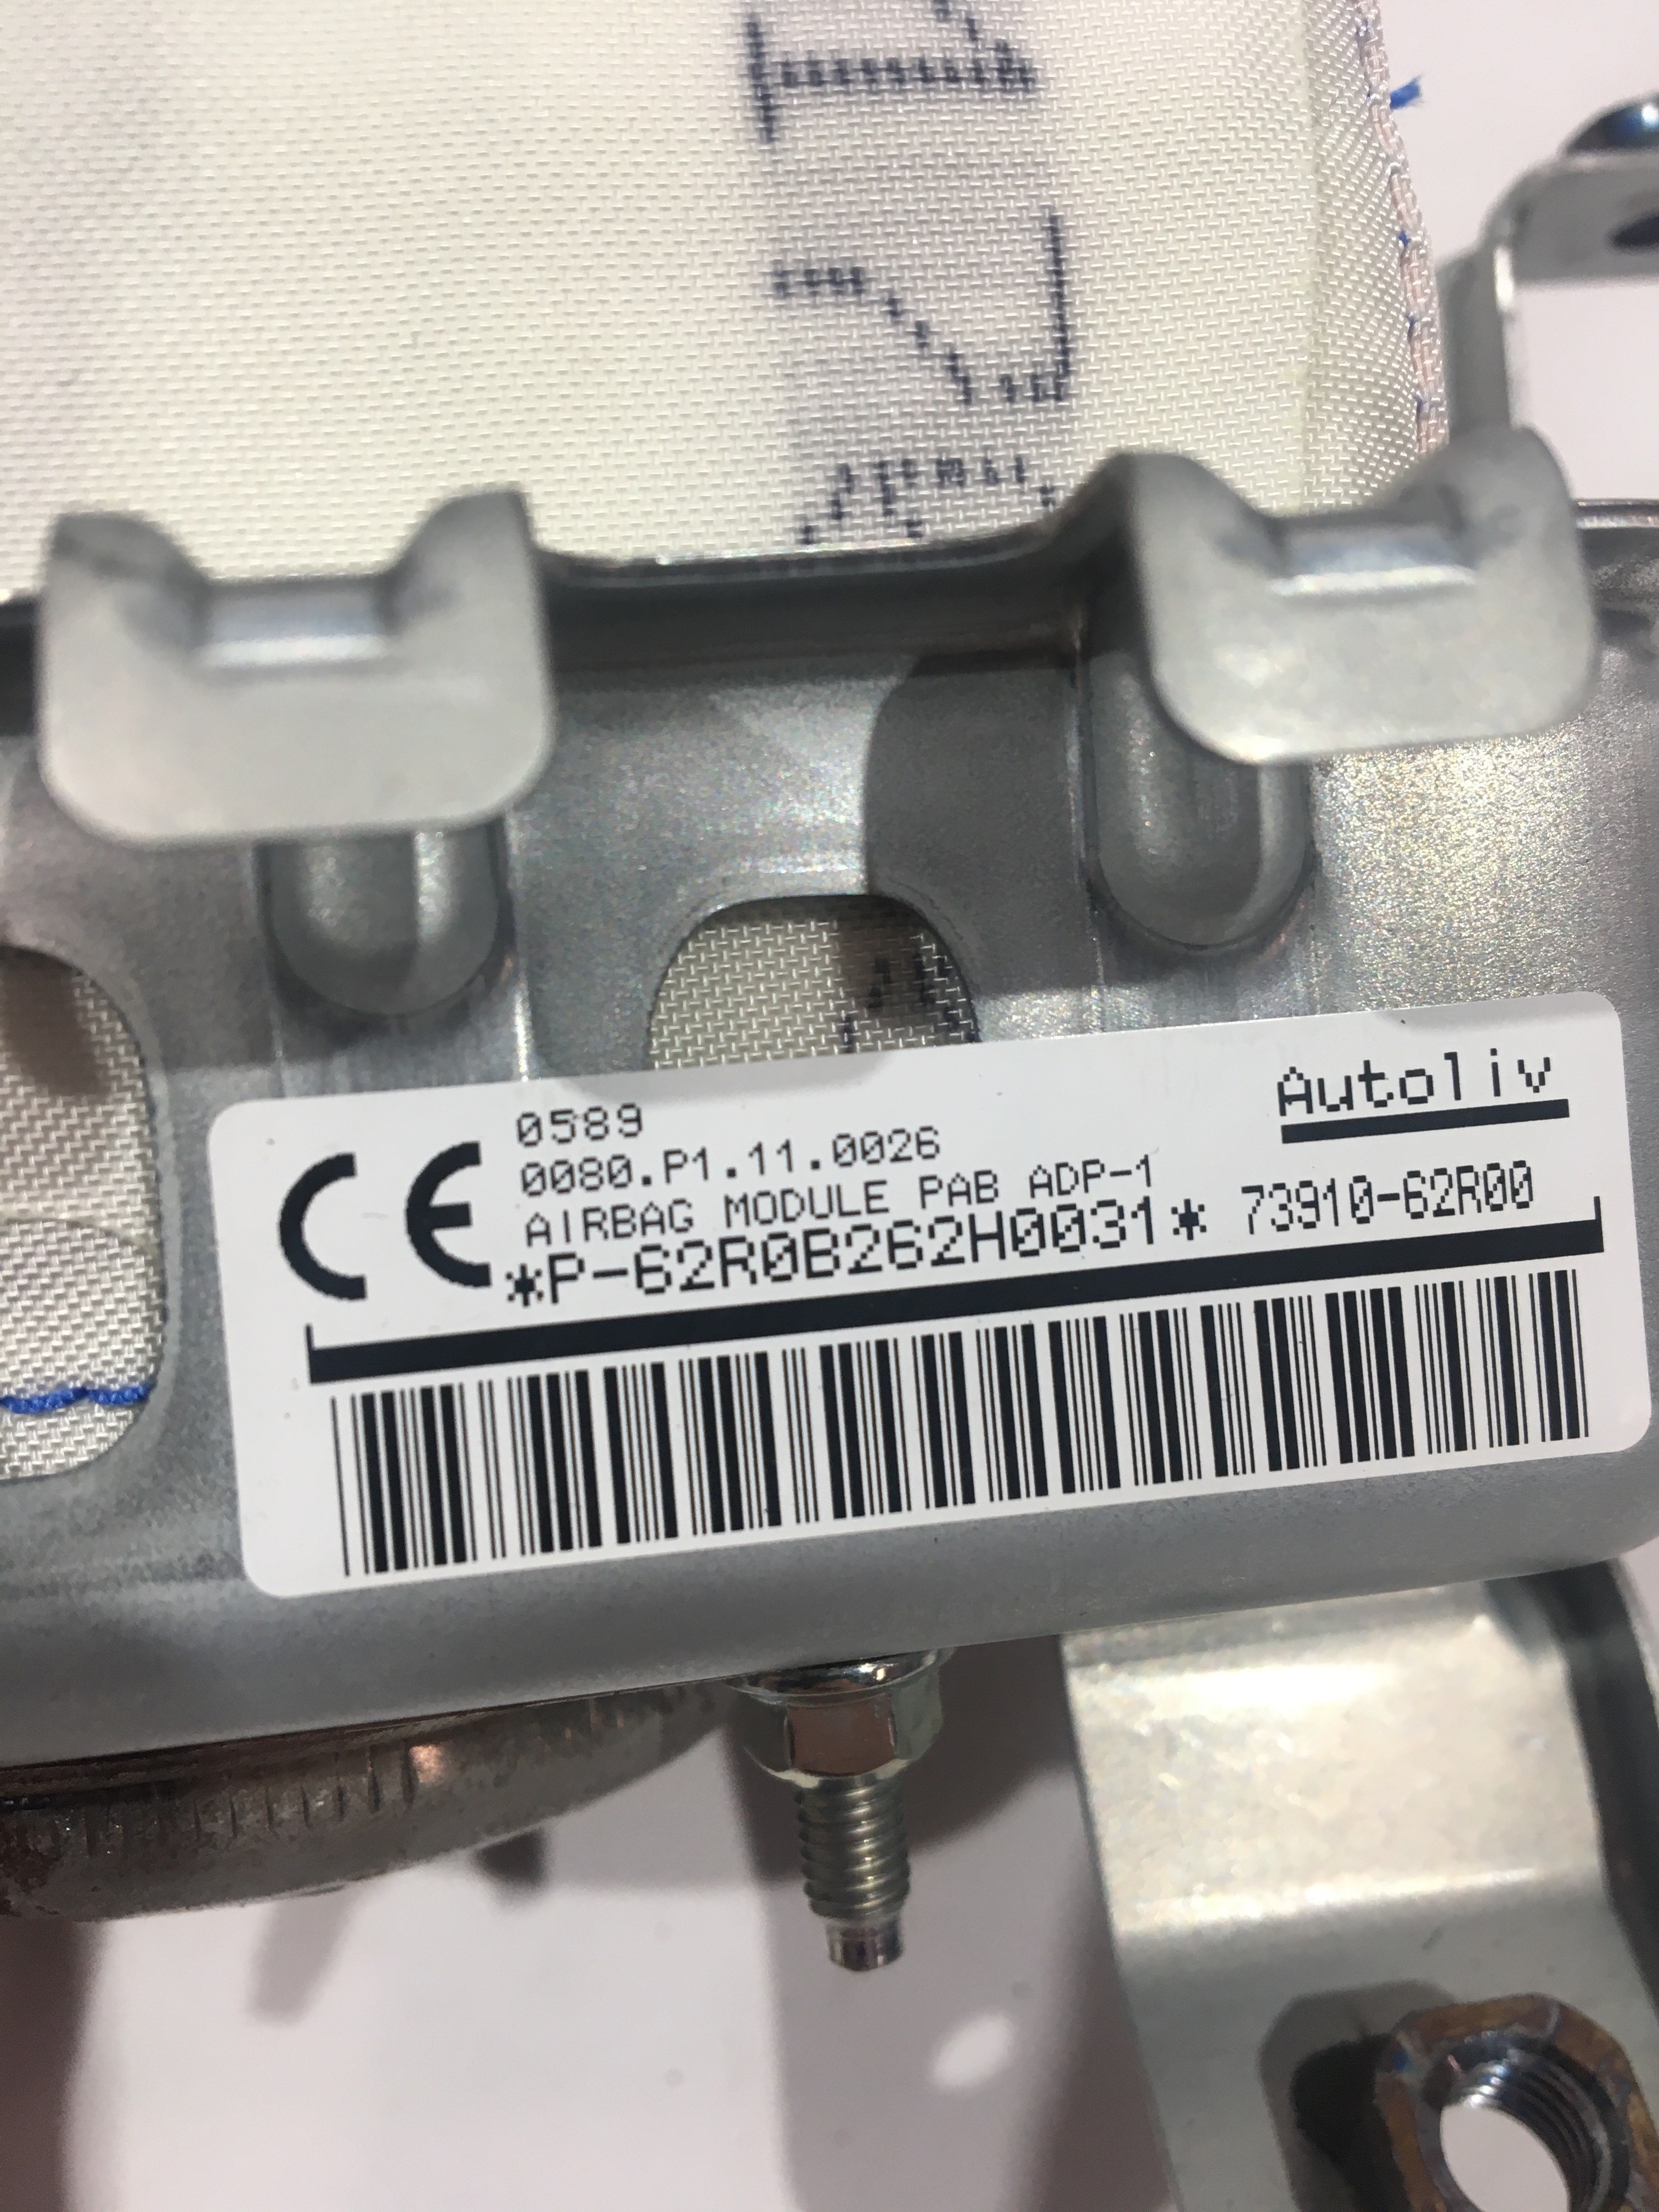 Autoliv
CE 0589
0080.P1.11.0026
AIRBAG MODULE PAB ADP-1
*P-62R0B262H0031* 73910-62R00